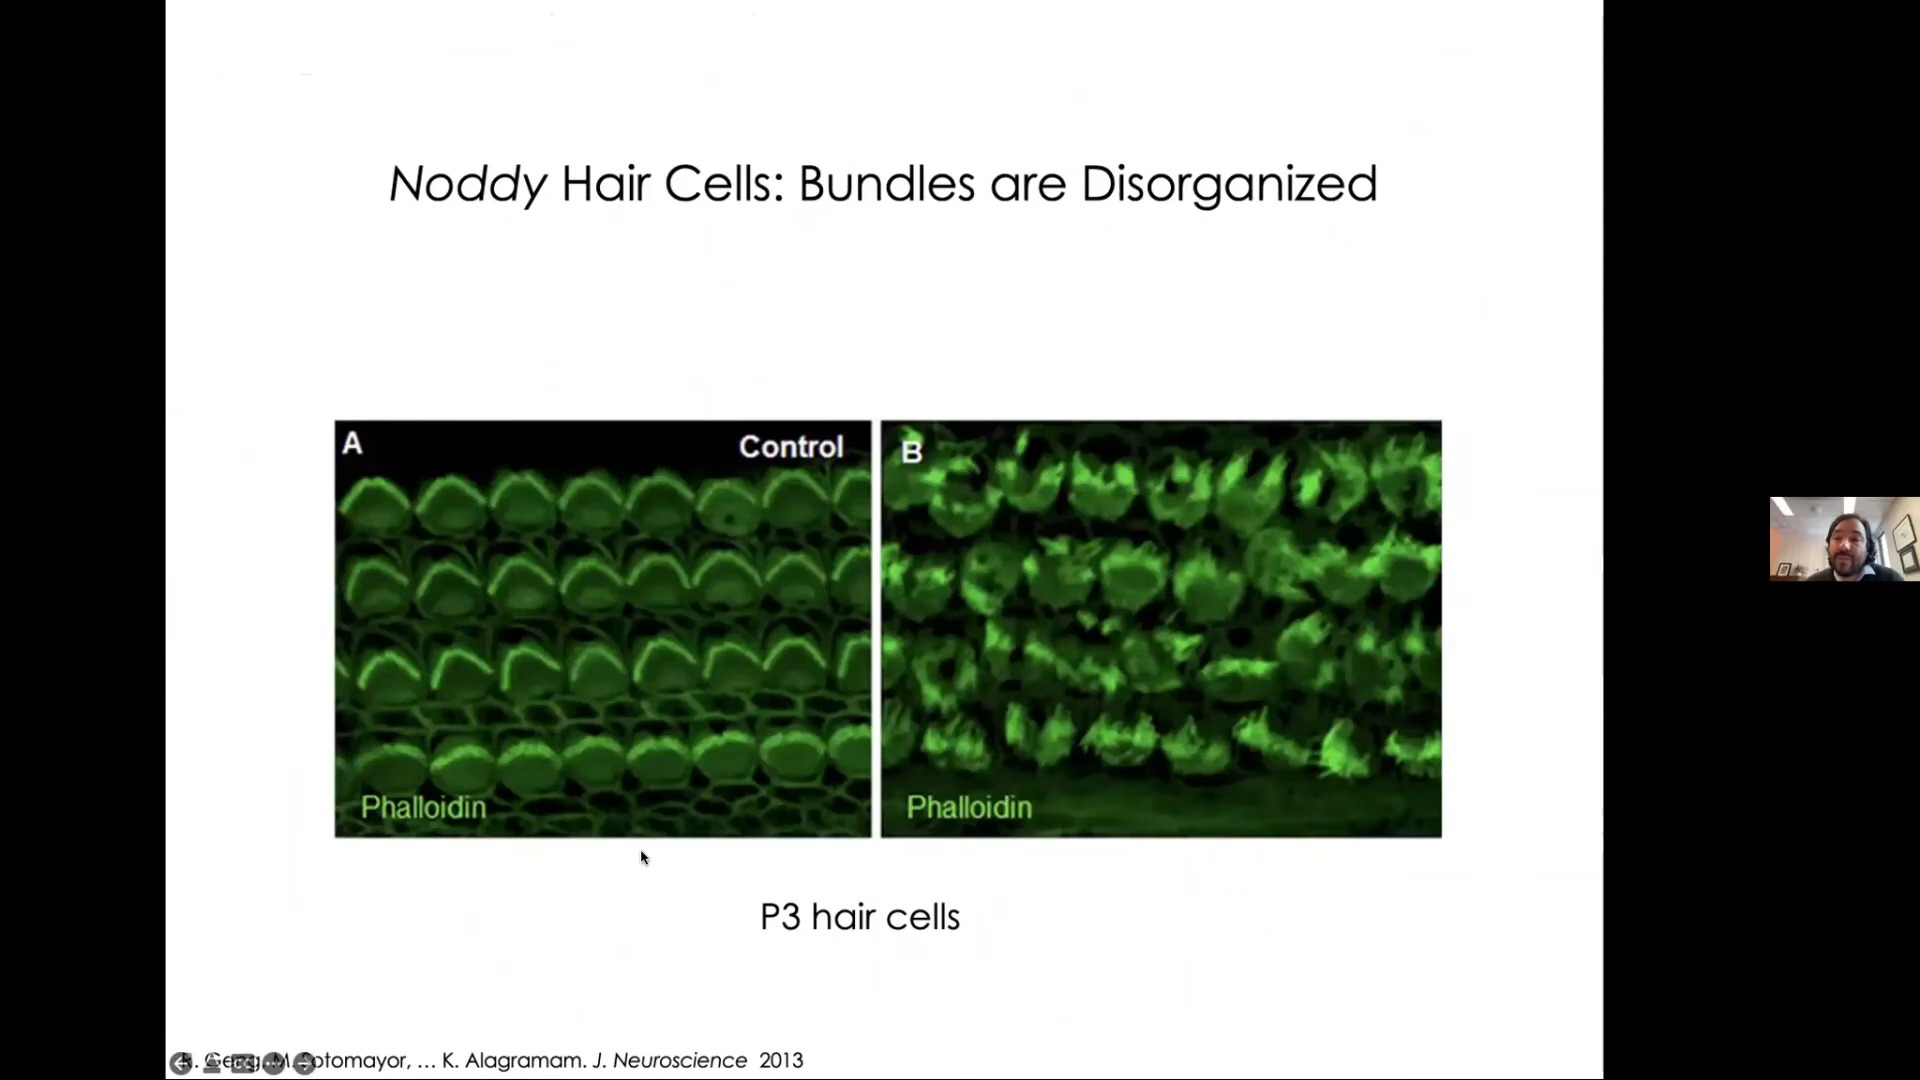 Noddy Hair Cells: Bundles are Disorganized
A
Control
B
Phalloidin
Phalloidin
P3 hair cells
R. Geng, M. Sotomayor, ... K. Alagramam. J. Neuroscience 2013